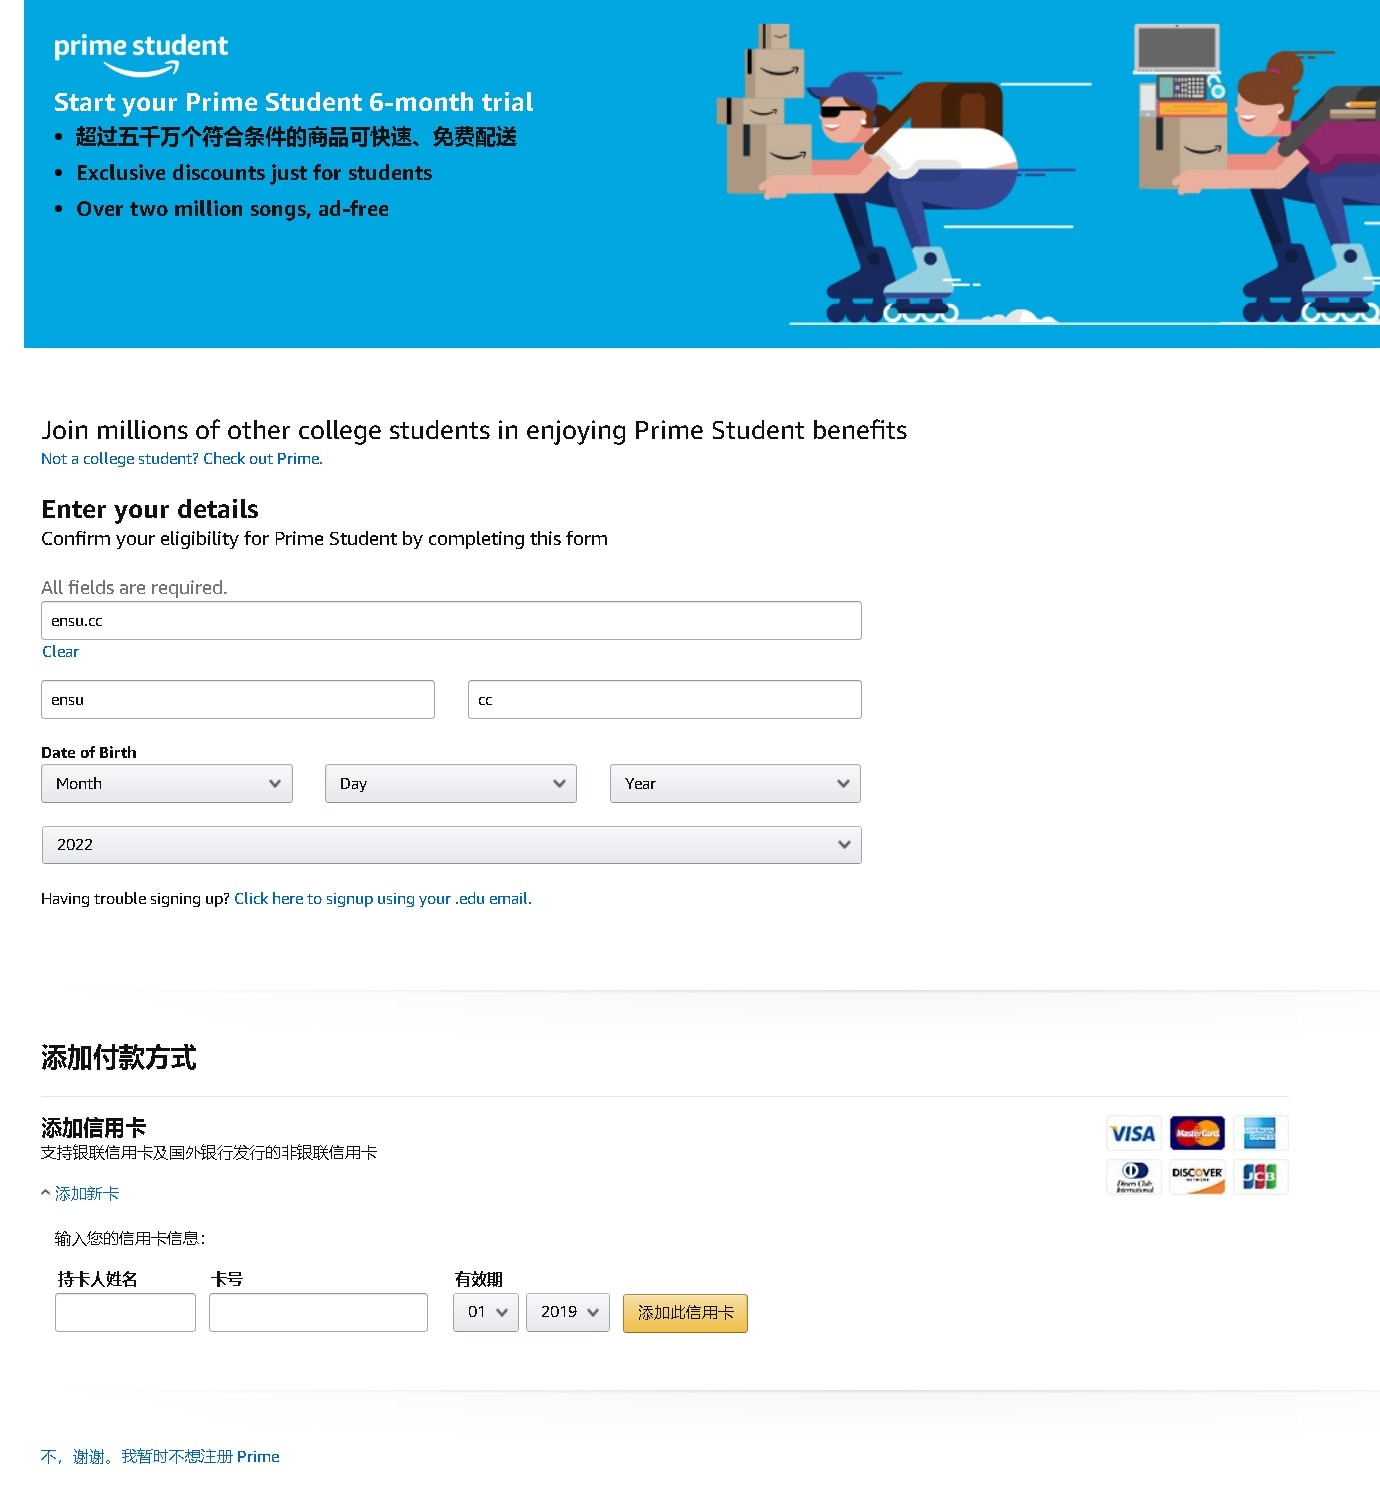 prime student
Start your Prime Student 6-month trial
• 超过五千万个符合条件的商品可快速、免费配送
• Exclusive discounts just for students
• Over two million songs, ad-free
Join millions of other college students in enjoying Prime Student benefits
Not a college student? Check out Prime.
Enter your details
Confirm your eligibility for Prime Student by completing this form
All fields are required.
ensu.cc
Clear
ensu cc
Date of Birth
Month Day Year
2022
Having trouble signing up? Click here to signup using your .edu email.
添加付款方式
添加信用卡
支持银联信用卡及国外银行发行的非银联信用卡
VISA MasterCard AMERICAN EXPRESS
Diners Club International DISCOVER NETWORK JCB
添加新卡
输入您的信用卡信息:
持卡人姓名 卡号 有效期
01 2019 添加此信用卡
不，谢谢。我暂时不想注册 Prime